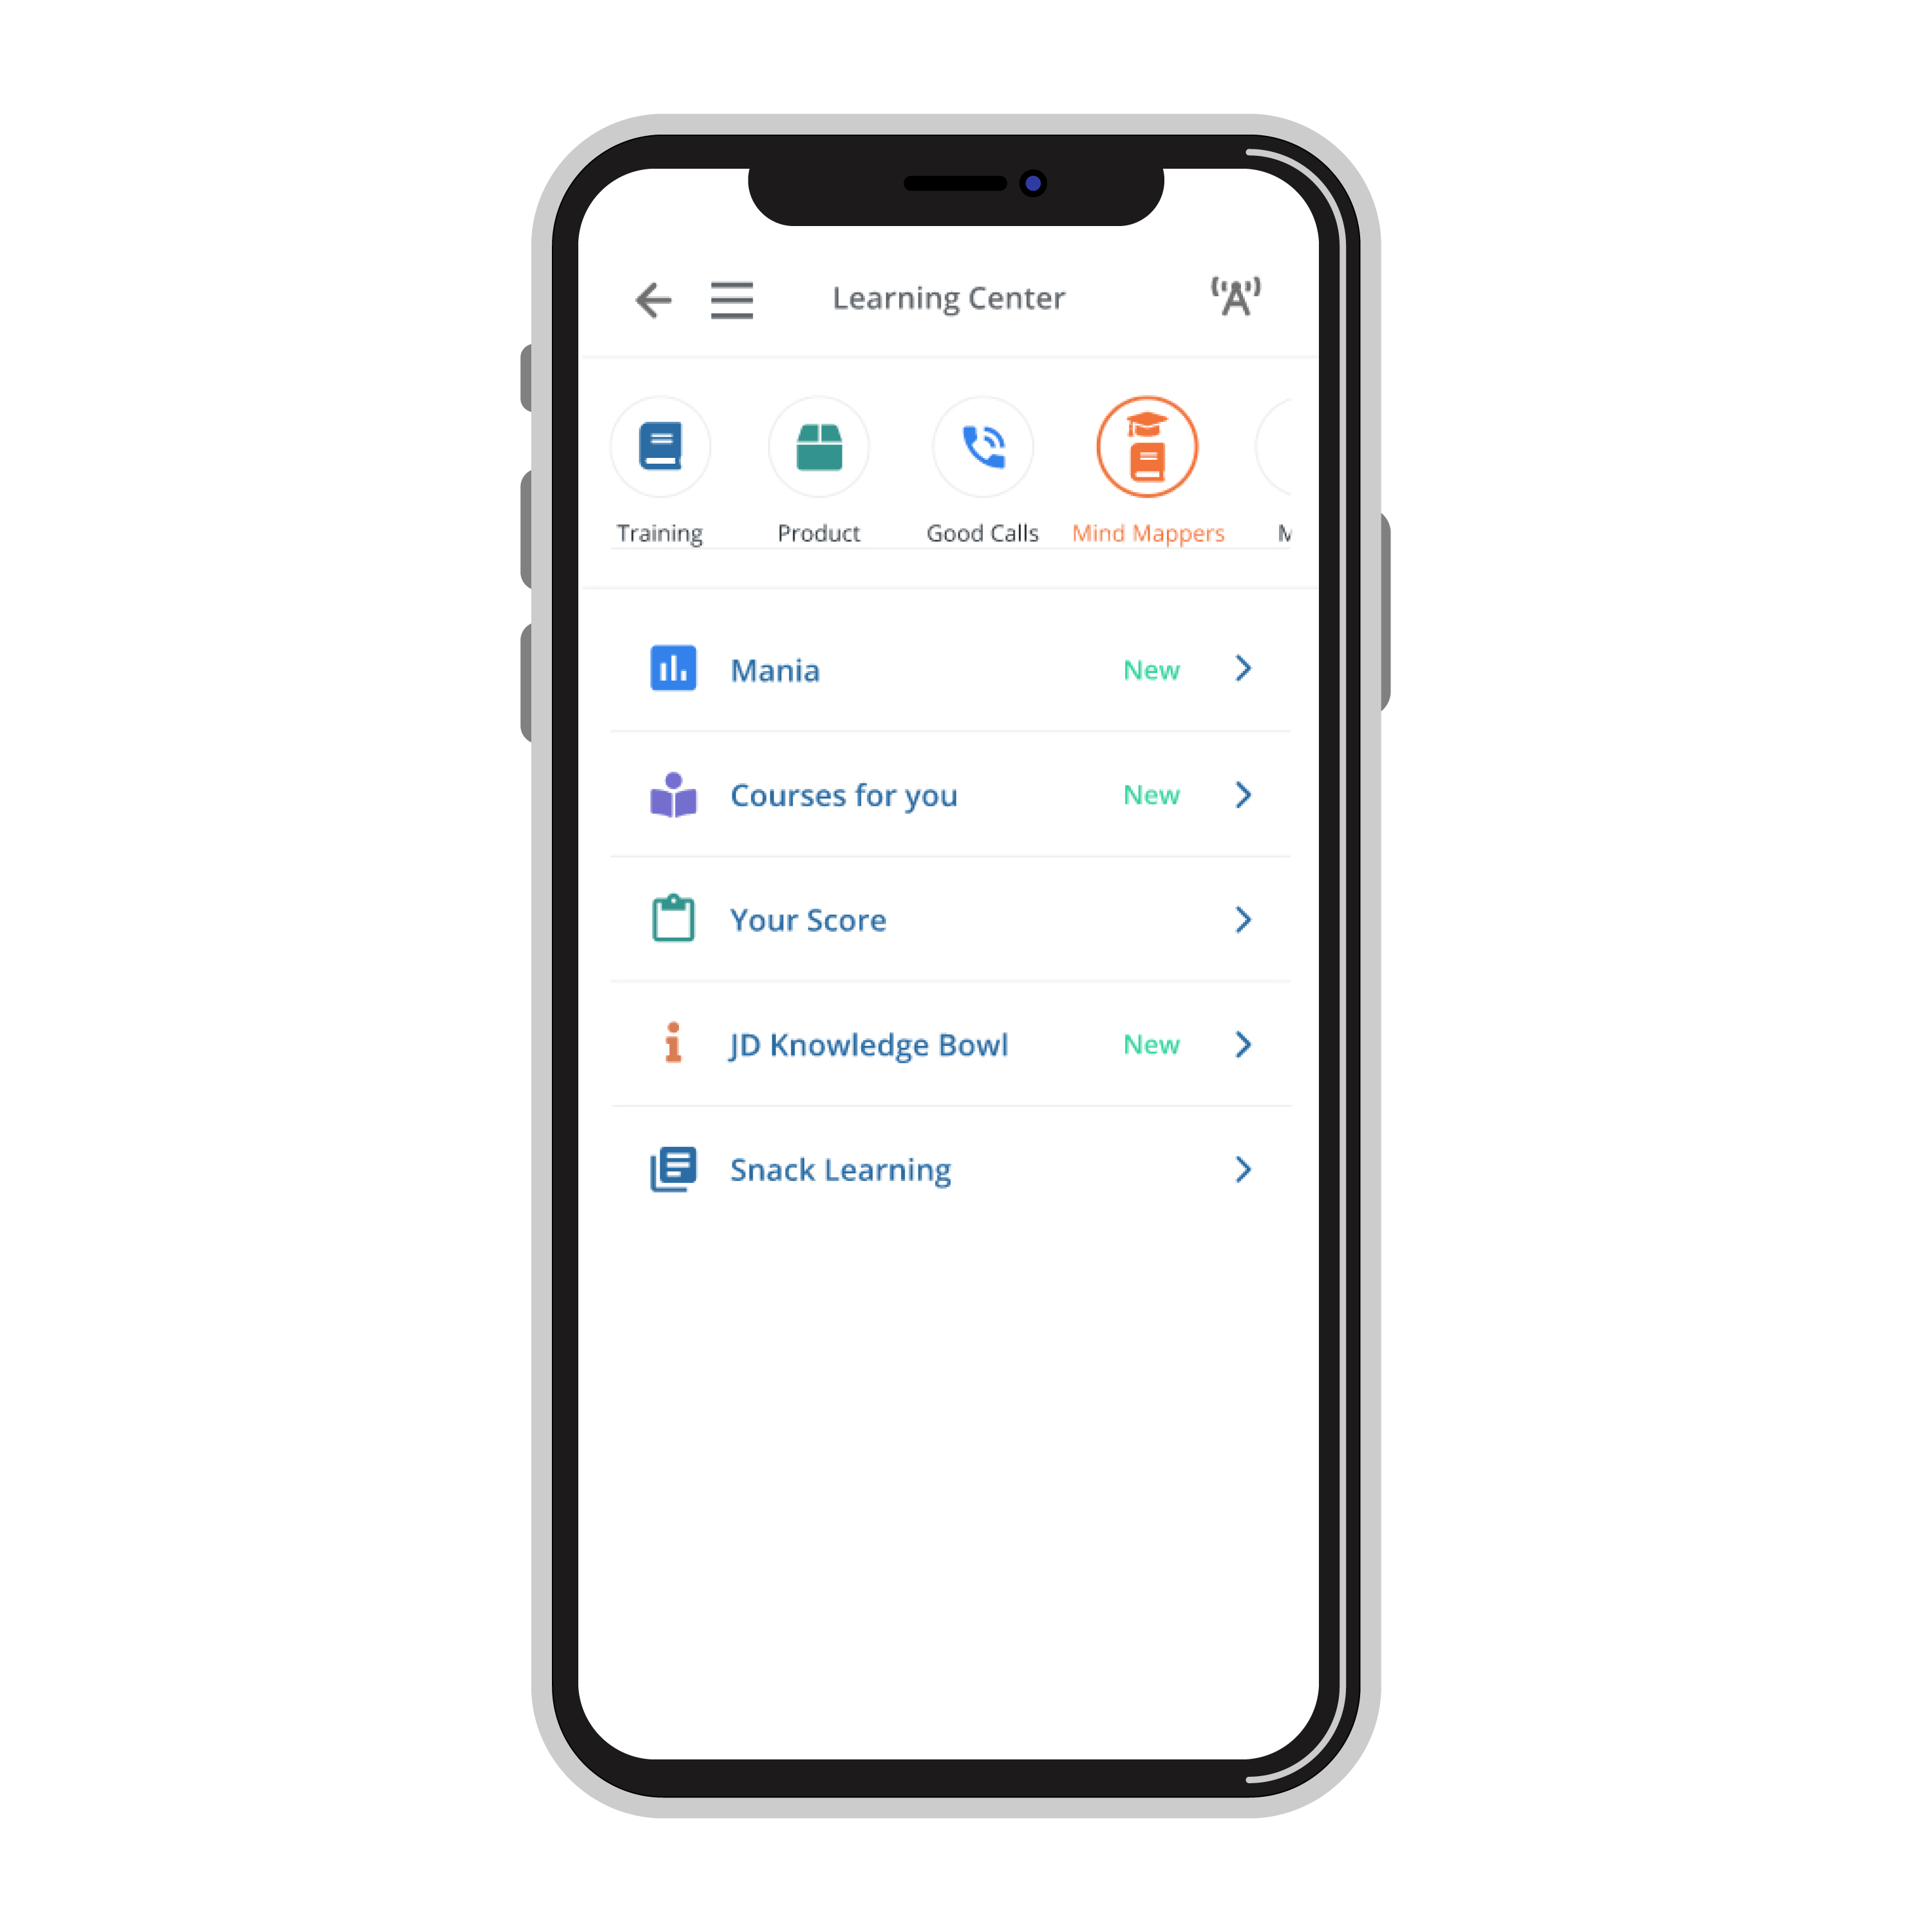 Learning Center
Training Product Good Calls Mind Mappers
Mania New
Courses for you New
Your Score
JD Knowledge Bowl New
Snack Learning